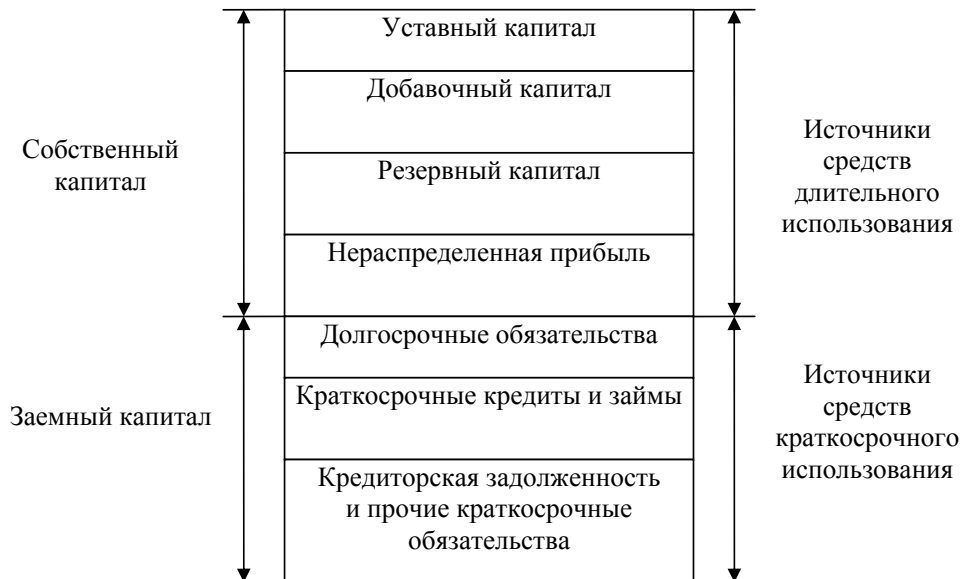 Собственный
капитал
Заемный капитал
Уставный капитал
Добавочный капитал
Резервный капитал
Нераспределенная прибыль
Долгосрочные обязательства
Краткосрочные кредиты и займы
Кредиторская задолженность
и прочие краткосрочные
обязательства
Источники
средств
длительного
использования
Источники
средств
краткосрочного
использования